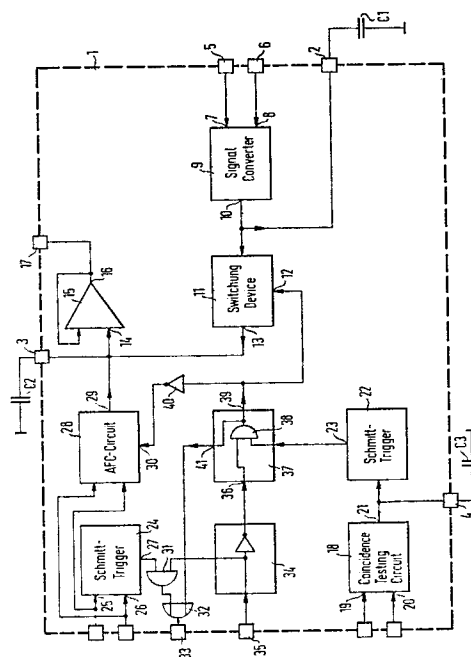 25
26
33
35
19
20
4
C3
Schmitt-
Trigger
24
27
31
32
34
18
Coincidence
Testing
Circuit
21
28
AFC-Circuit
29
30
C2
3
36
41
37
38
39
40
22
Schmitt-
Trigger
23
14
15
16
17
13
11
Switchung
Device
12
10
9
Signal
Converter
7
8
5
6
2
1
C1